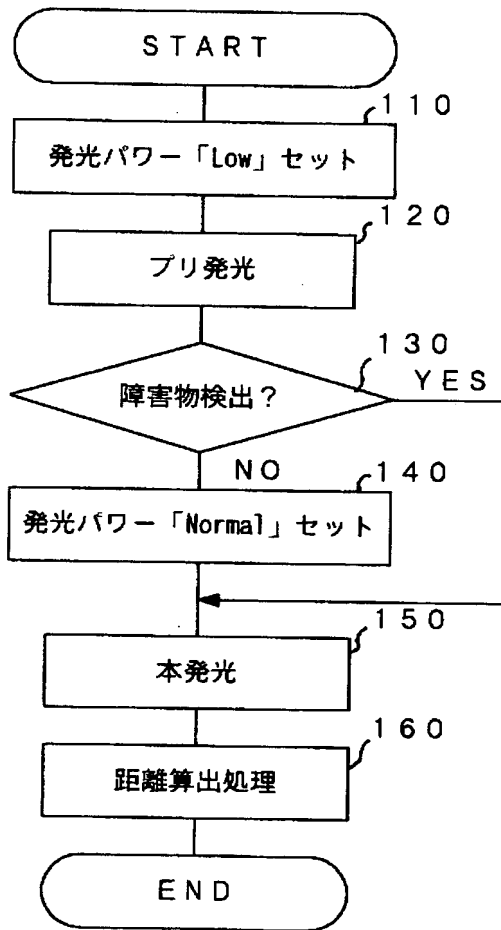 START
110
発光パワー「Low」セット
120
プリ発光
130
障害物検出？
YES
NO
140
発光パワー「Normal」セット
150
本発光
160
距離算出処理
END